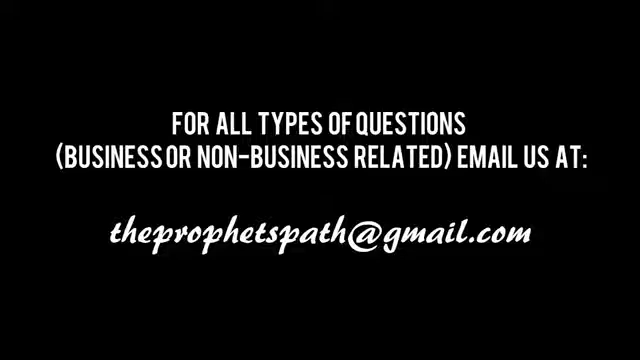 FOR ALL TYPES OF QUESTIONS
(BUSINESS OR NON-BUSINESS RELATED) EMAIL US AT:
theprophetspath@gmail.com